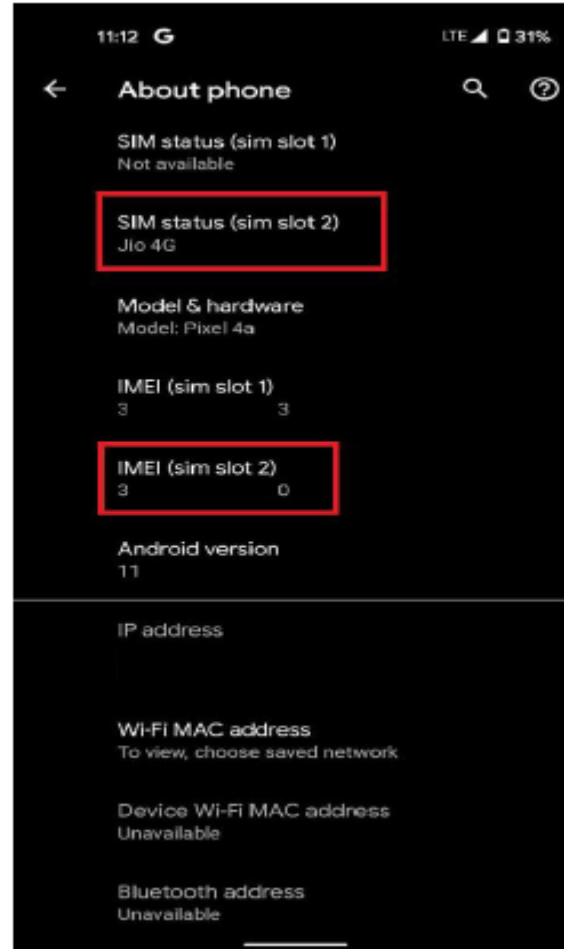 11:12 G LTE 31%
About phone
SIM status (sim slot 1)
Not available
SIM status (sim slot 2)
Jio 4G
Model & hardware
Model: Pixel 4a
IMEI (sim slot 1)
3 3
IMEI (sim slot 2)
3 0
Android version
11
IP address
Wi-Fi MAC address
To view, choose saved network
Device Wi-Fi MAC address
Unavailable
Bluetooth address
Unavailable